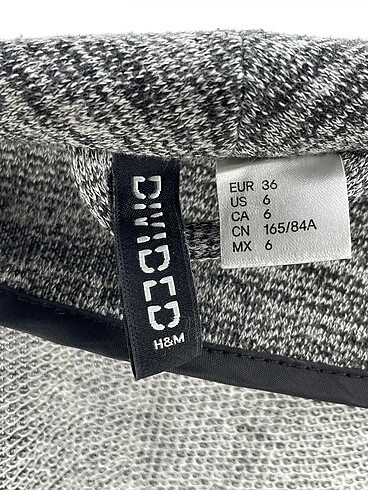 DIVIDED
H&M
EUR 36
US 6
CA 6
CN 165/84A
MX 6